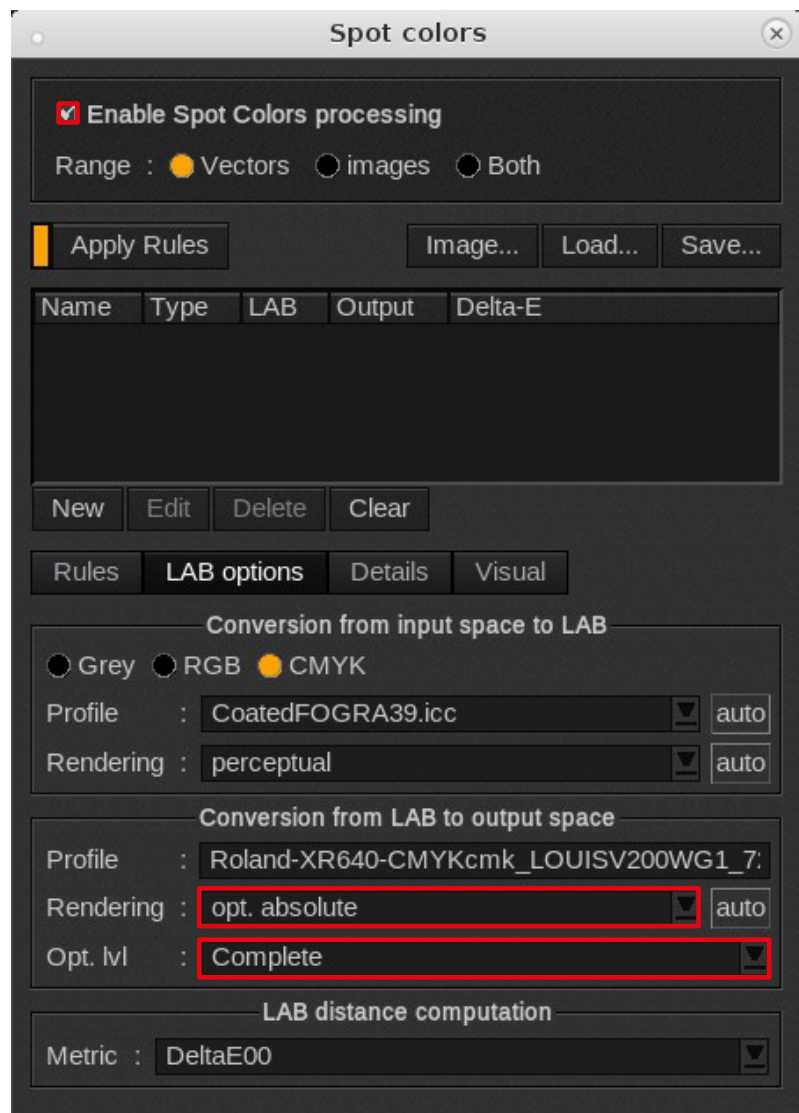 Spot colors
Enable Spot Colors processing
Range : Vectors images Both
Apply Rules Image... Load... Save...
Name Type LAB Output Delta-E
New Edit Delete Clear
Rules LAB options Details Visual
Conversion from input space to LAB
Grey RGB CMYK
Profile : CoatedFOGRA39.icc auto
Rendering : perceptual auto
Conversion from LAB to output space
Profile : Roland-XR640-CMYKcmk_LOUISV200WG1_7
Rendering : opt. absolute auto
Opt. lvl : Complete
LAB distance computation
Metric : DeltaE00